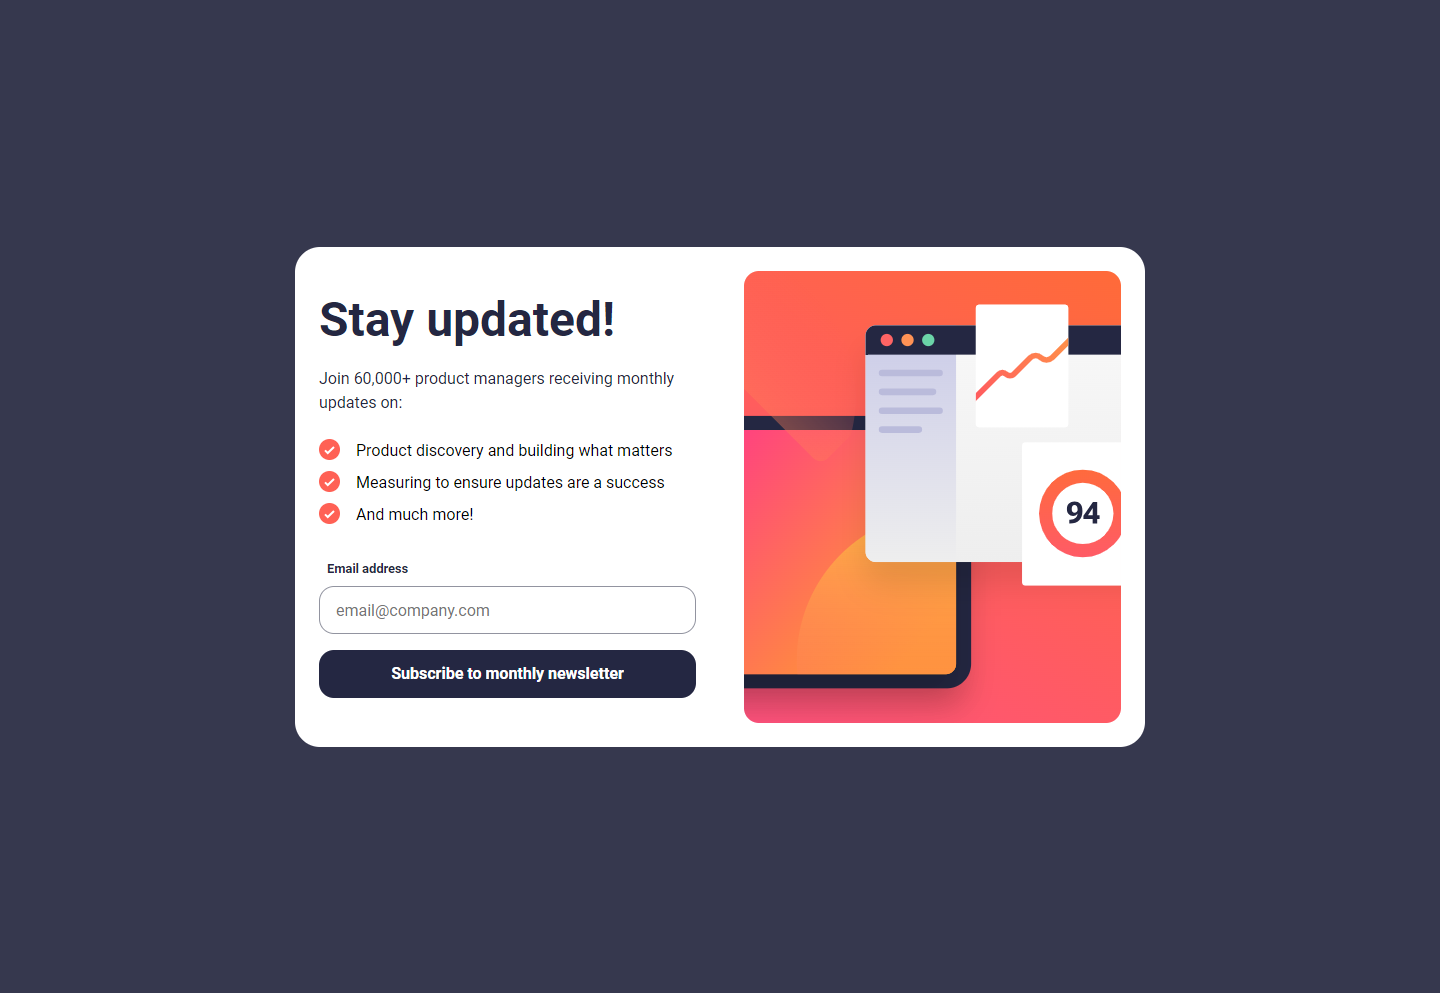 Stay updated!
Join 60,000+ product managers receiving monthly
updates on:
Product discovery and building what matters
Measuring to ensure updates are a success
And much more!
Email address
email@company.com
Subscribe to monthly newsletter
94